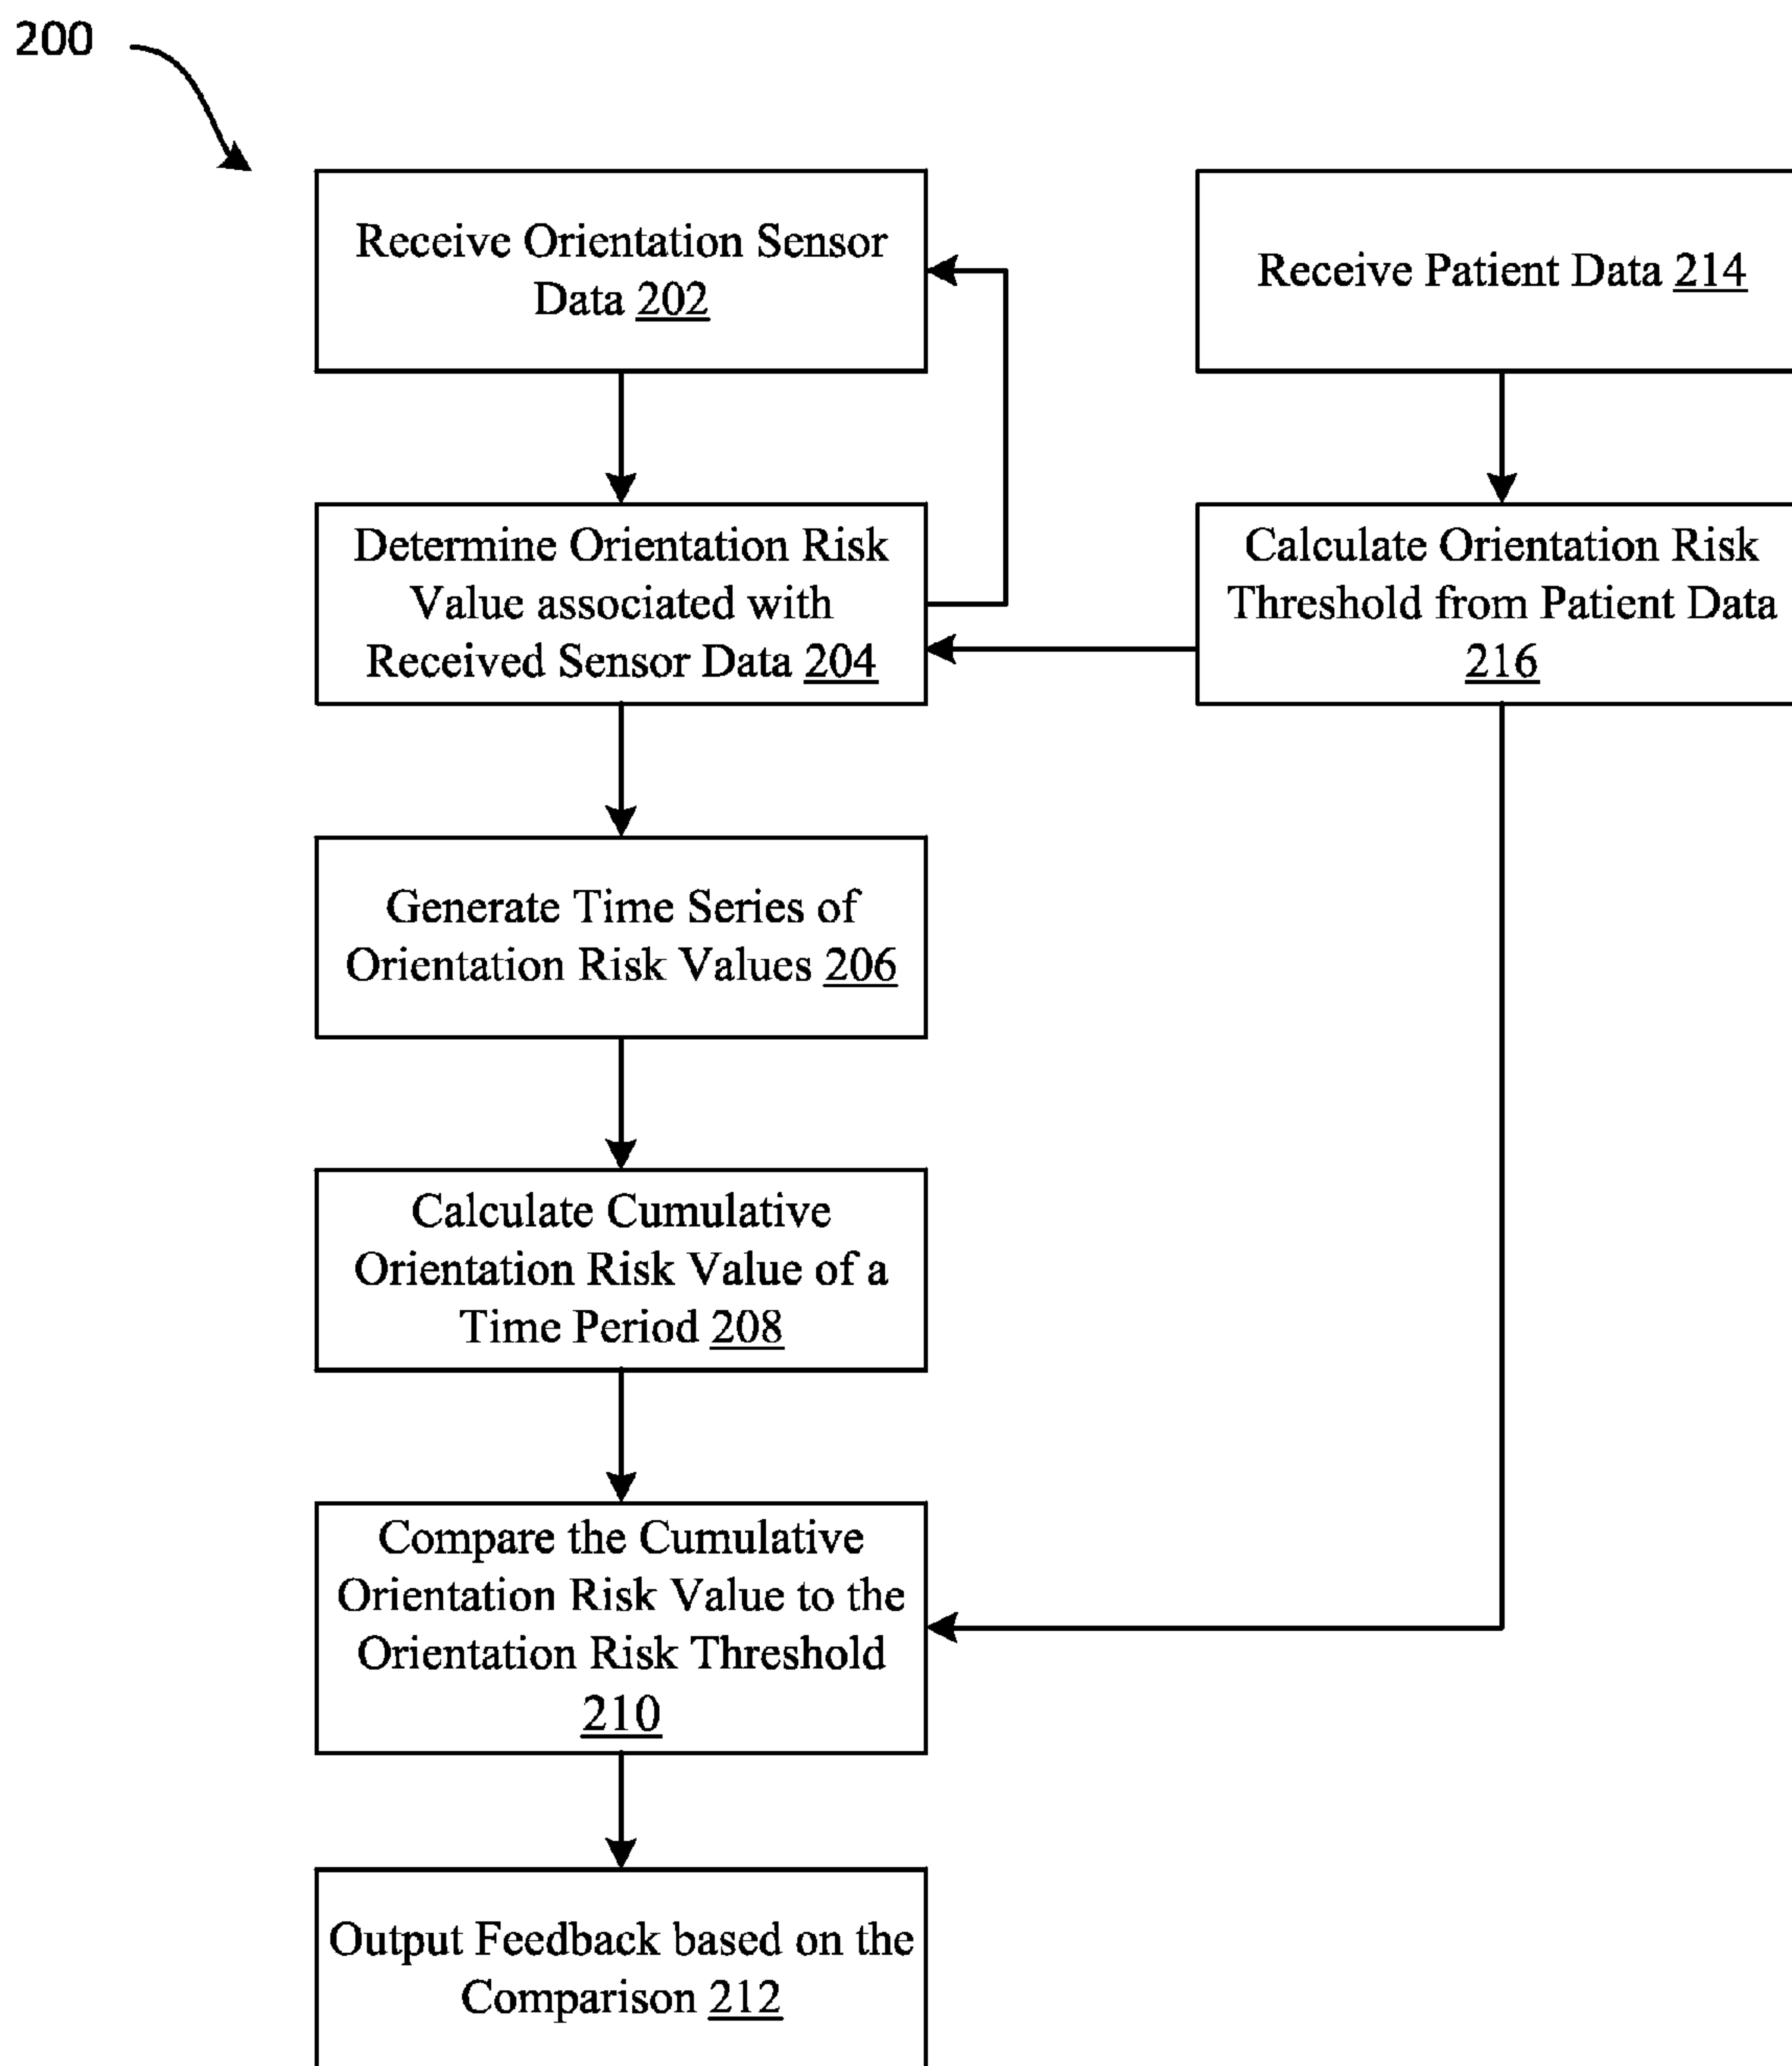 200
Receive Orientation Sensor
Data 202
Receive Patient Data 214
Determine Orientation Risk
Value associated with
Received Sensor Data 204
Calculate Orientation Risk
Threshold from Patient Data
216
Generate Time Series of
Orientation Risk Values 206
Calculate Cumulative
Orientation Risk Value of a
Time Period 208
Compare the Cumulative
Orientation Risk Value to the
Orientation Risk Threshold
210
Output Feedback based on the
Comparison 212